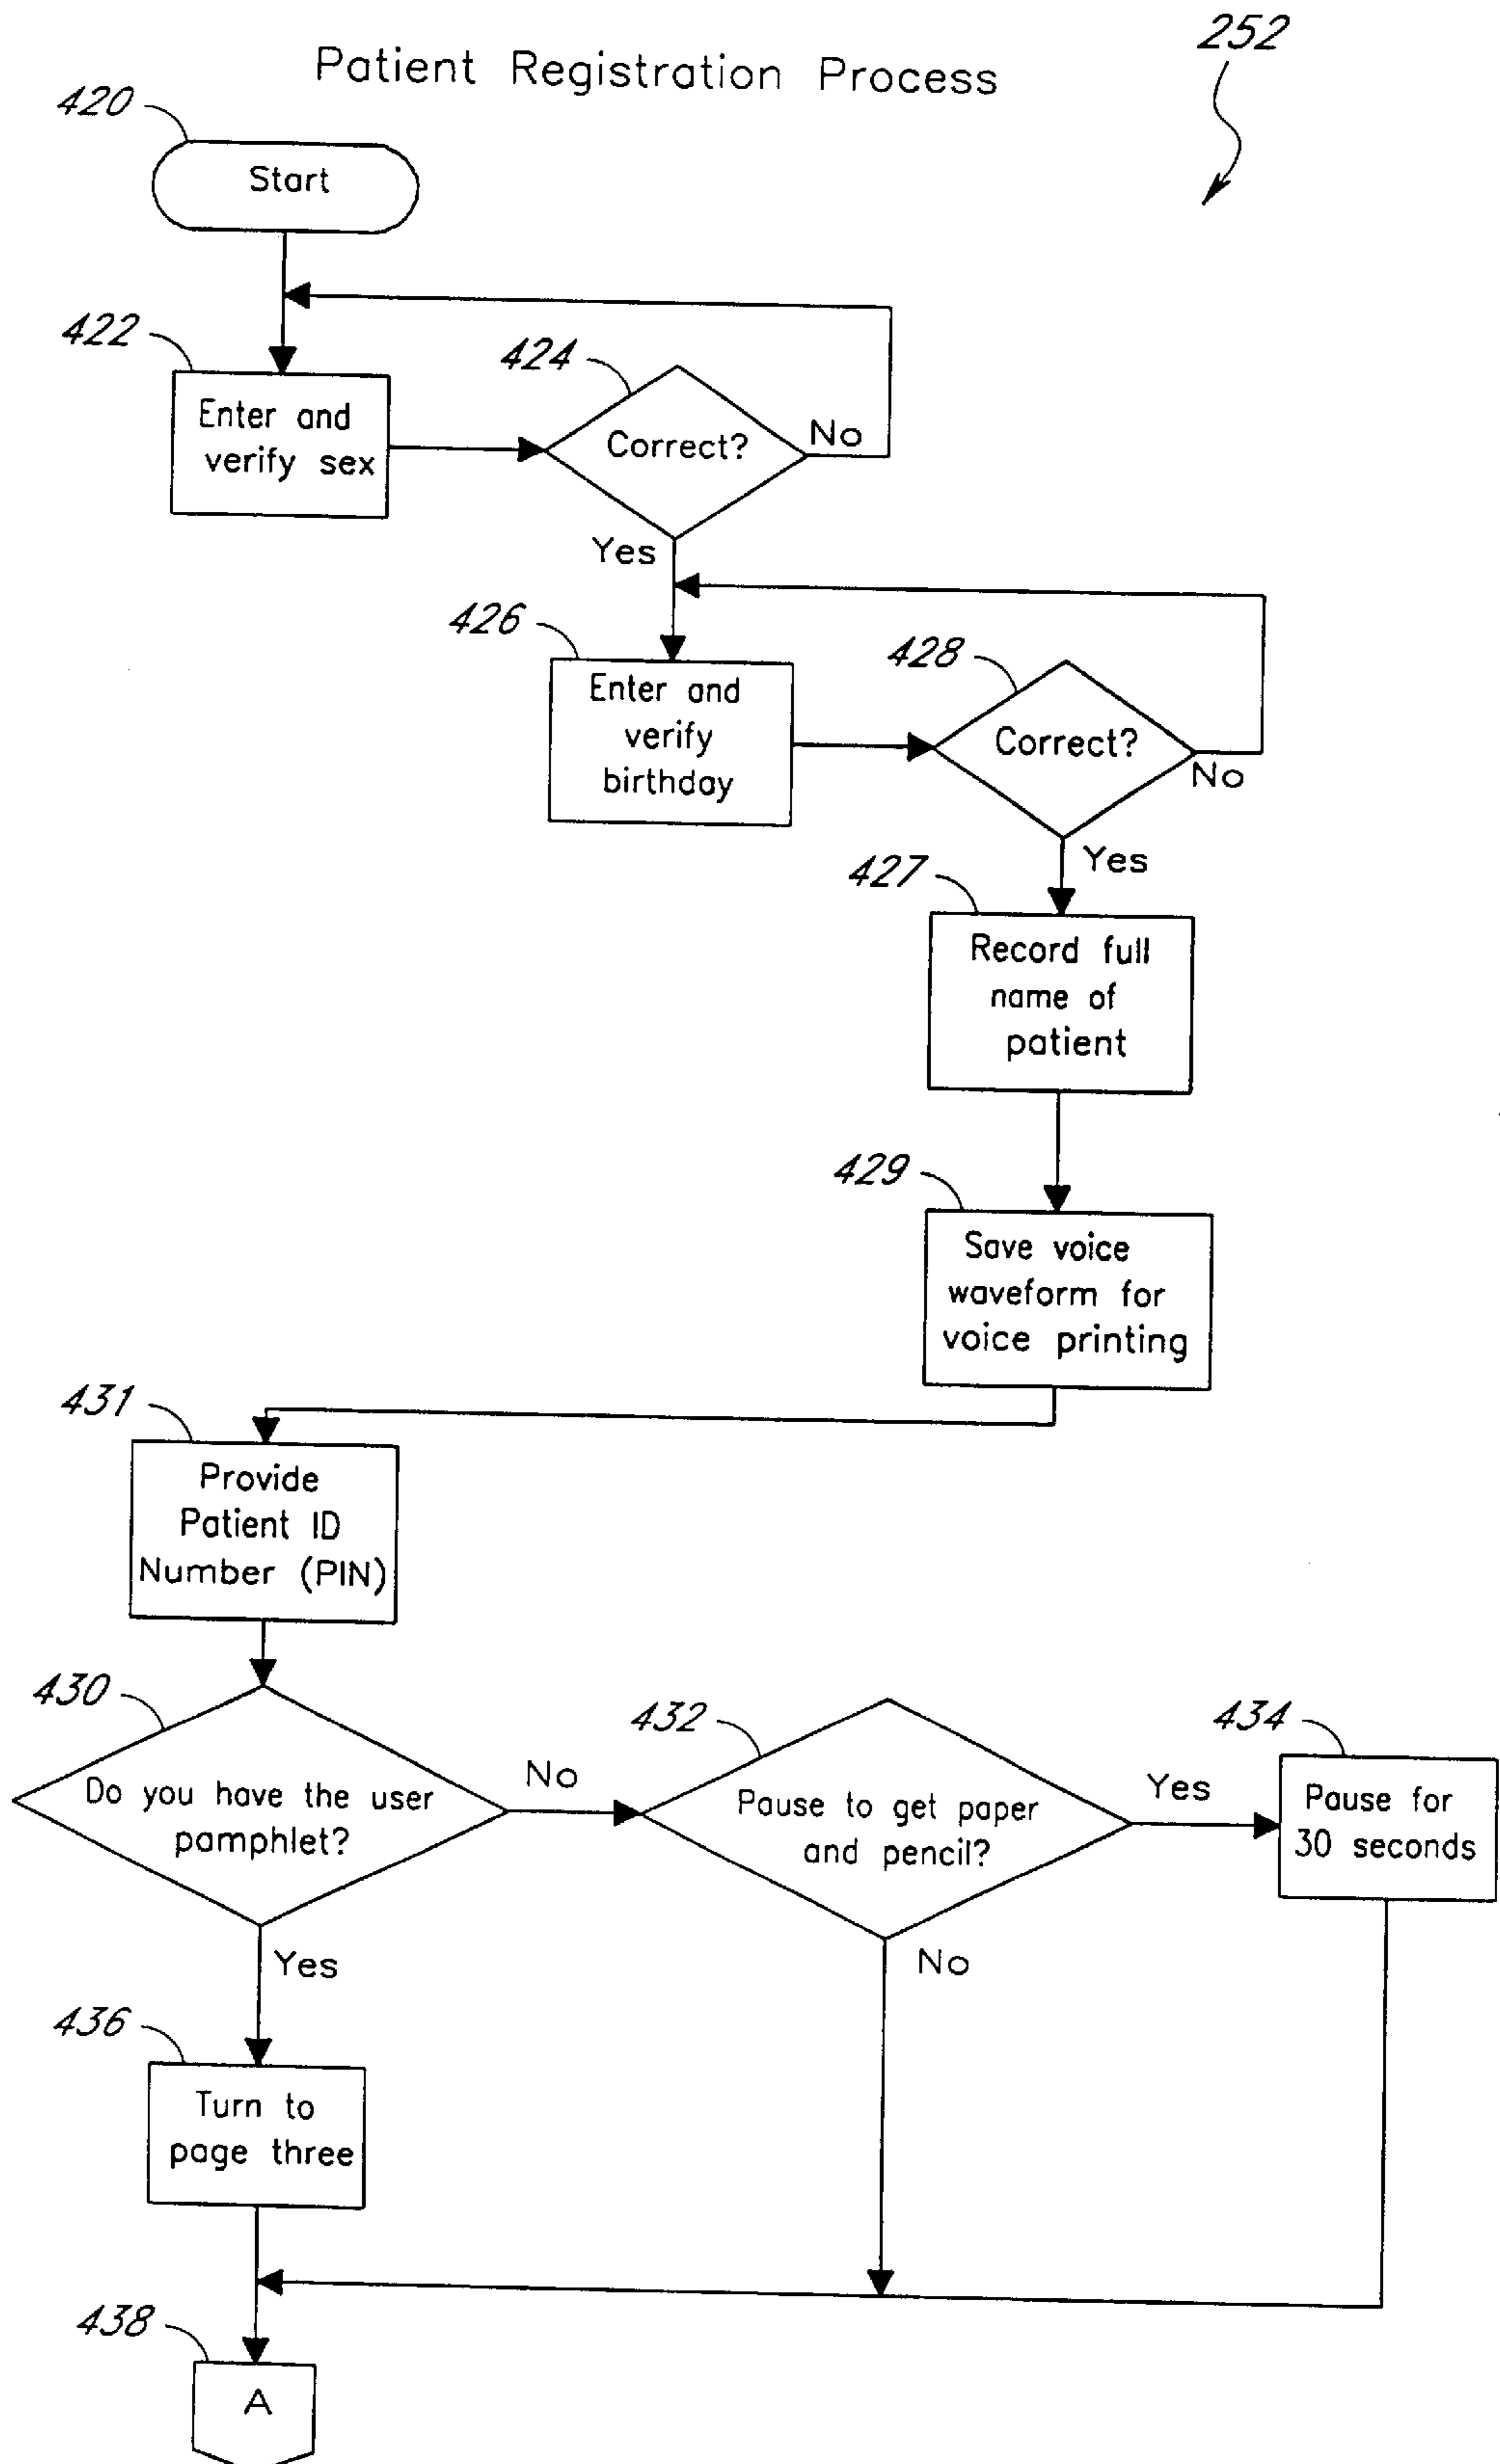 252
Patient Registration Process
420
Start
422
Enter and
verify sex
424
Correct?
No
Yes
426
Enter and
verify
birthday
428
Correct?
No
Yes
427
Record full
name of
patient
429
Save voice
waveform for
voice printing
431
Provide
Patient ID
Number (PIN)
430
Do you have the user
pamphlet?
No
432
Pause to get paper
and pencil?
Yes
434
Pause for
30 seconds
Yes
No
436
Turn to
page three
438
A